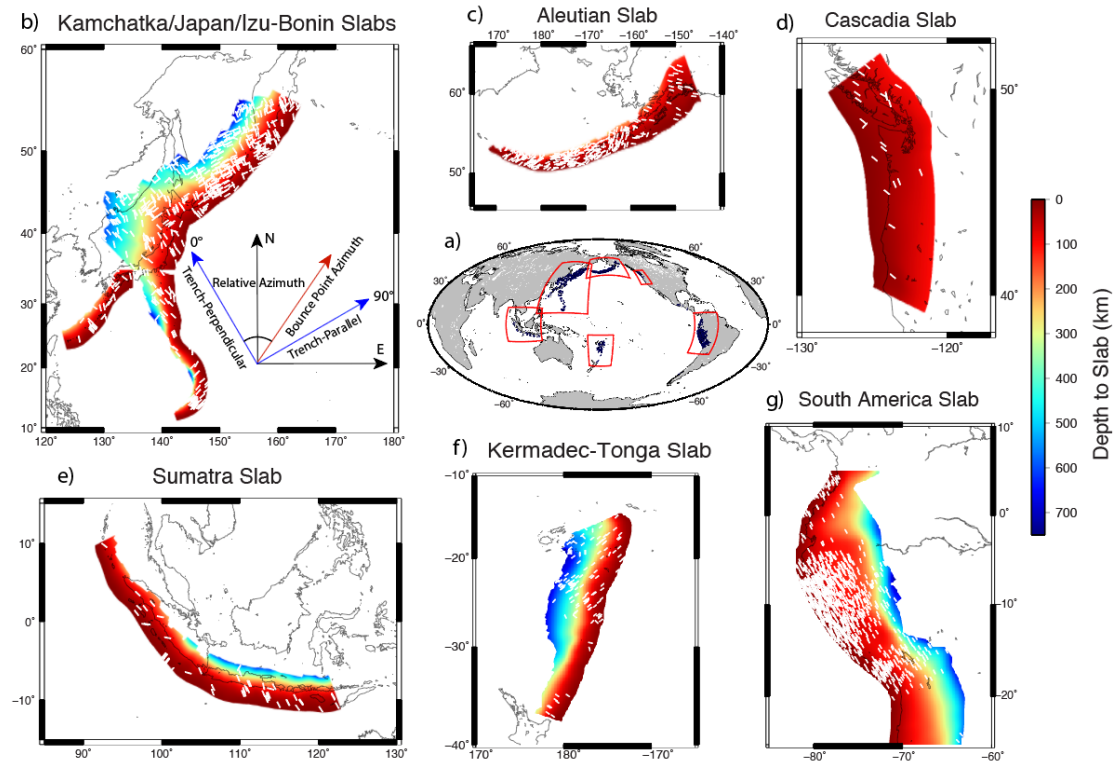 b) Kamchatka/Japan/Izu-Bonin Slabs
60°
50°
40°
30°
20°
10°
120° 130° 140° 150° 160° 170° 180°
0°
N
90°
E
Relative Azimuth
Bounce Point Azimuth
Trench-Perpendicular
Trench-Parallel
c) Aleutian Slab
170° 180° −170° −160° −150° −140°
60°
50°
a)
60° 60°
30° 30°
0° 0°
−30° −30°
−60° −60°
d) Cascadia Slab
50°
40°
−130° −120°
0
100
200
300
400
500
600
700
Depth to Slab (km)
e) Sumatra Slab
10°
0°
−10°
90° 100° 110° 120° 130°
f) Kermadec-Tonga Slab
−10°
−20°
−30°
−40°
170° 180° −170°
g) South America Slab
10°
0°
−10°
−20°
−80° −70° −60°